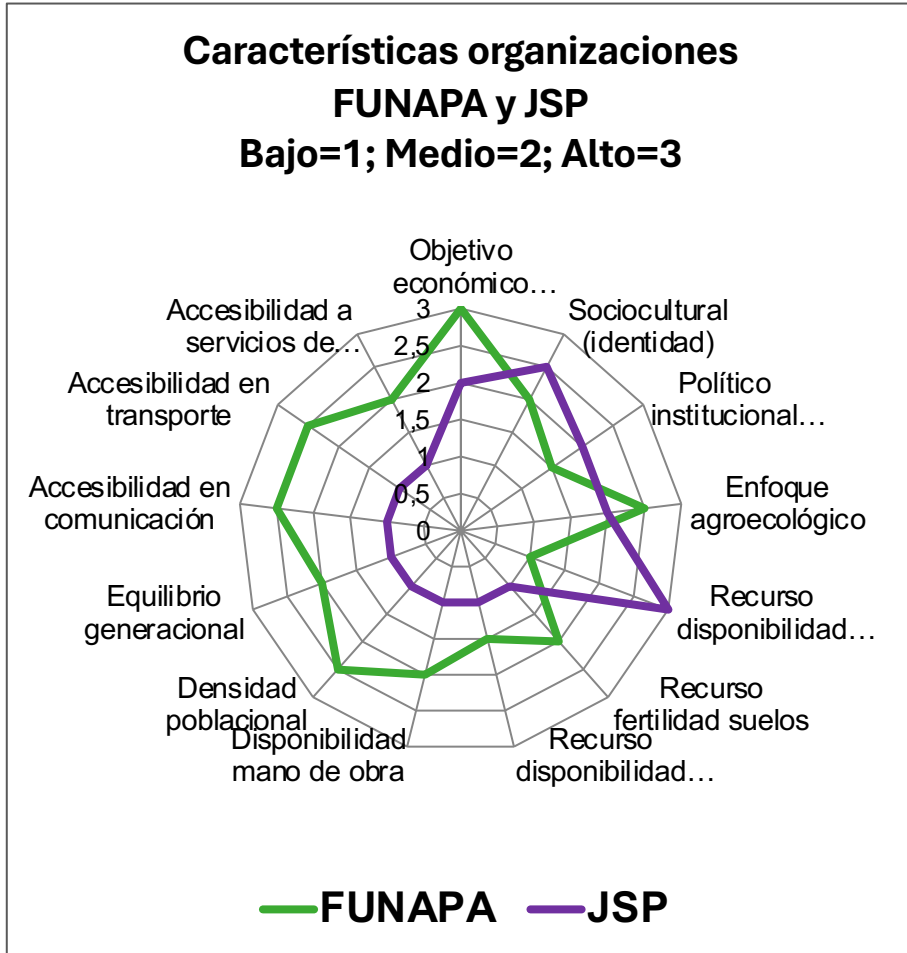 Características organizaciones
FUNAPA y JSP
Bajo=1; Medio=2; Alto=3
Objetivo
económico…
Sociocultural
(identidad)
Político
institucional…
Enfoque
agroecológico
Recurso
disponibilidad…
Recurso
fertilidad suelos
Recurso
disponibilidad…
Disponibilidad
mano de obra
Densidad
poblacional
Equilibrio
generacional
Accesibilidad en
comunicación
Accesibilidad en
transporte
Accesibilidad a
servicios de…
3
2,5
2
1,5
1
0,5
0
FUNAPA JSP